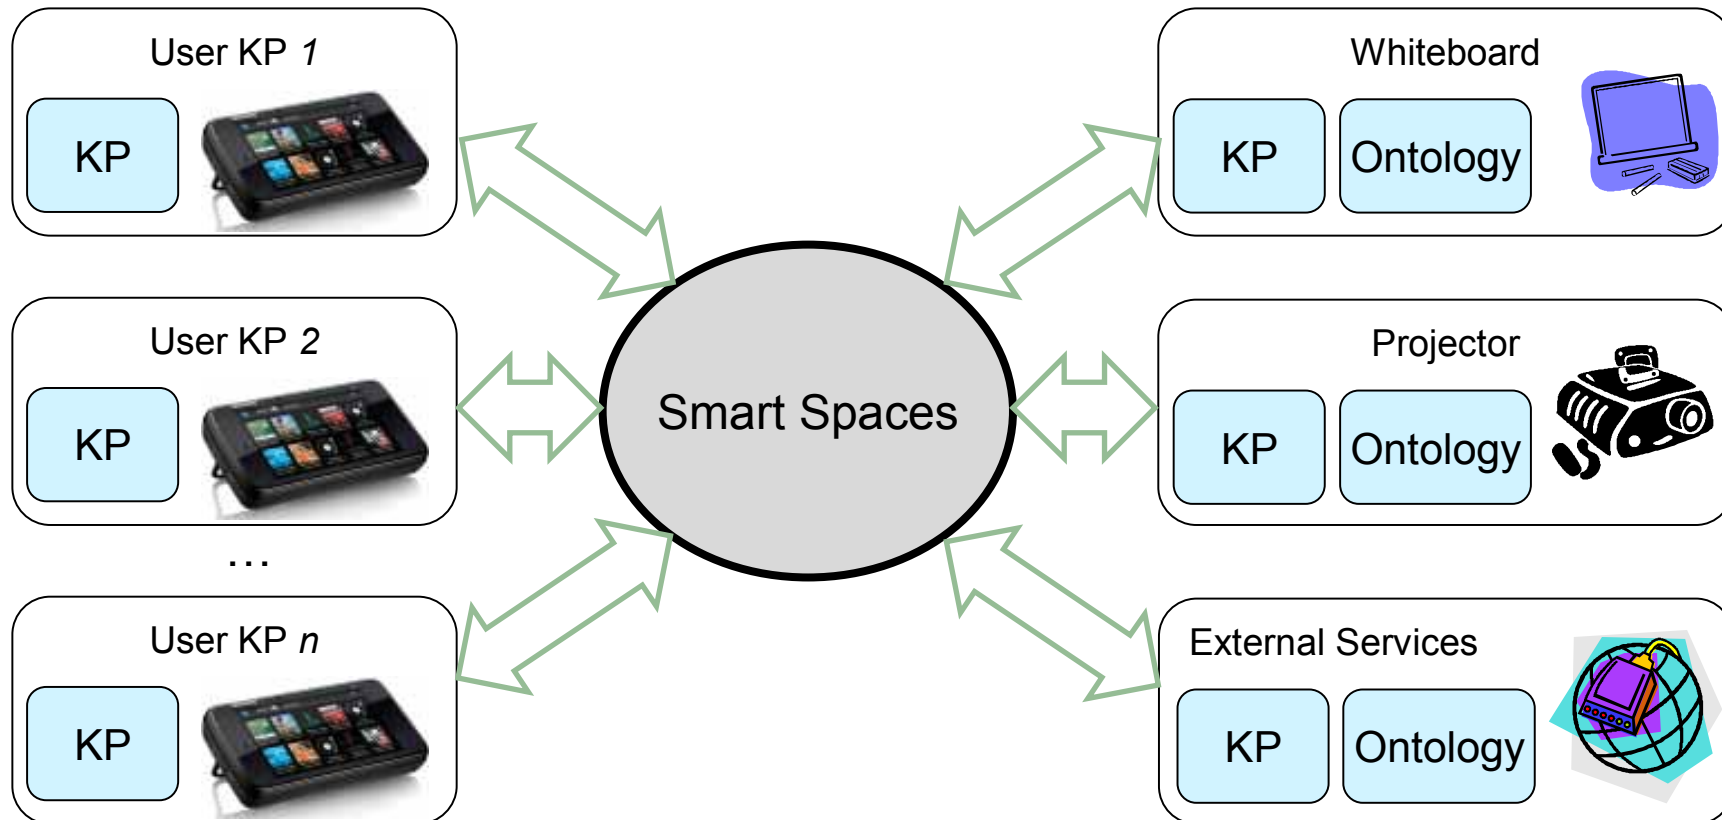 User KP 1
KP
User KP 2
KP
...
User KP n
KP
Smart Spaces
Whiteboard
KP
Ontology
Projector
KP
Ontology
External Services
KP
Ontology